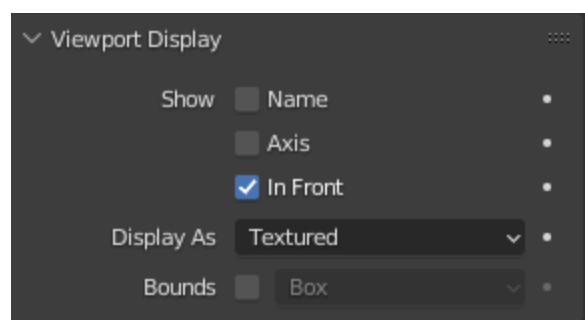 Viewport Display
Show Name
Axis
In Front
Display As Textured
Bounds Box